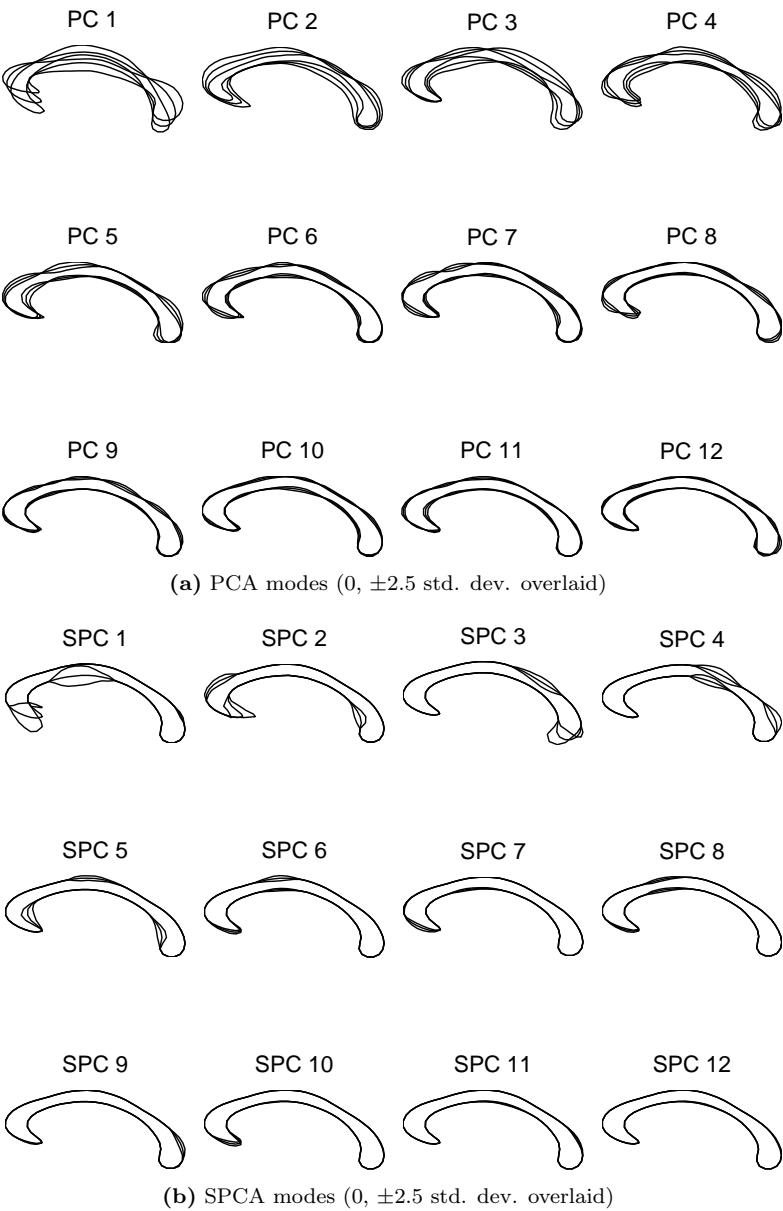 PC 1 PC 2 PC 3 PC 4
PC 5 PC 6 PC 7 PC 8
PC 9 PC 10 PC 11 PC 12
(a) PCA modes (0, ±2.5 std. dev. overlaid)
SPC 1 SPC 2 SPC 3 SPC 4
SPC 5 SPC 6 SPC 7 SPC 8
SPC 9 SPC 10 SPC 11 SPC 12
(b) SPCA modes (0, ±2.5 std. dev. overlaid)